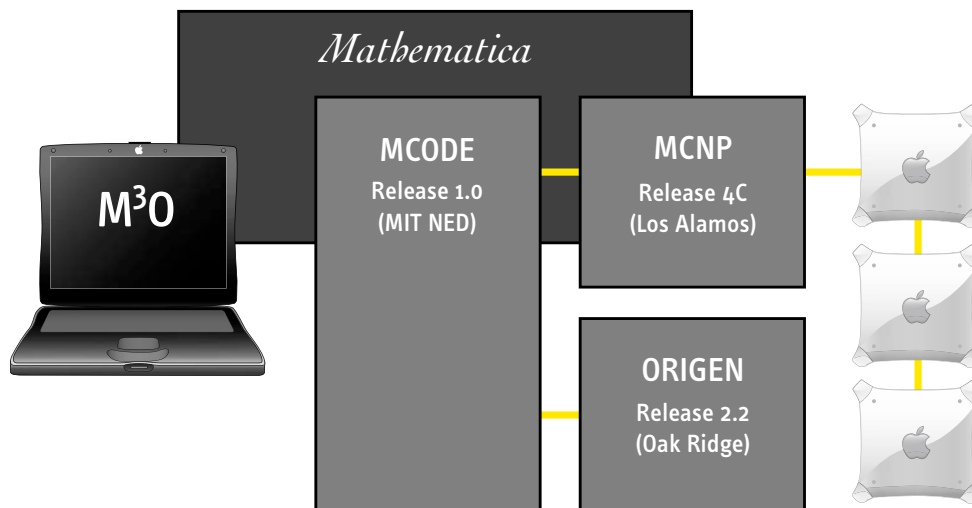 Mathematica
M³O
MCODE
Release 1.0
(MIT NED)
MCNP
Release 4C
(Los Alamos)
ORIGEN
Release 2.2
(Oak Ridge)